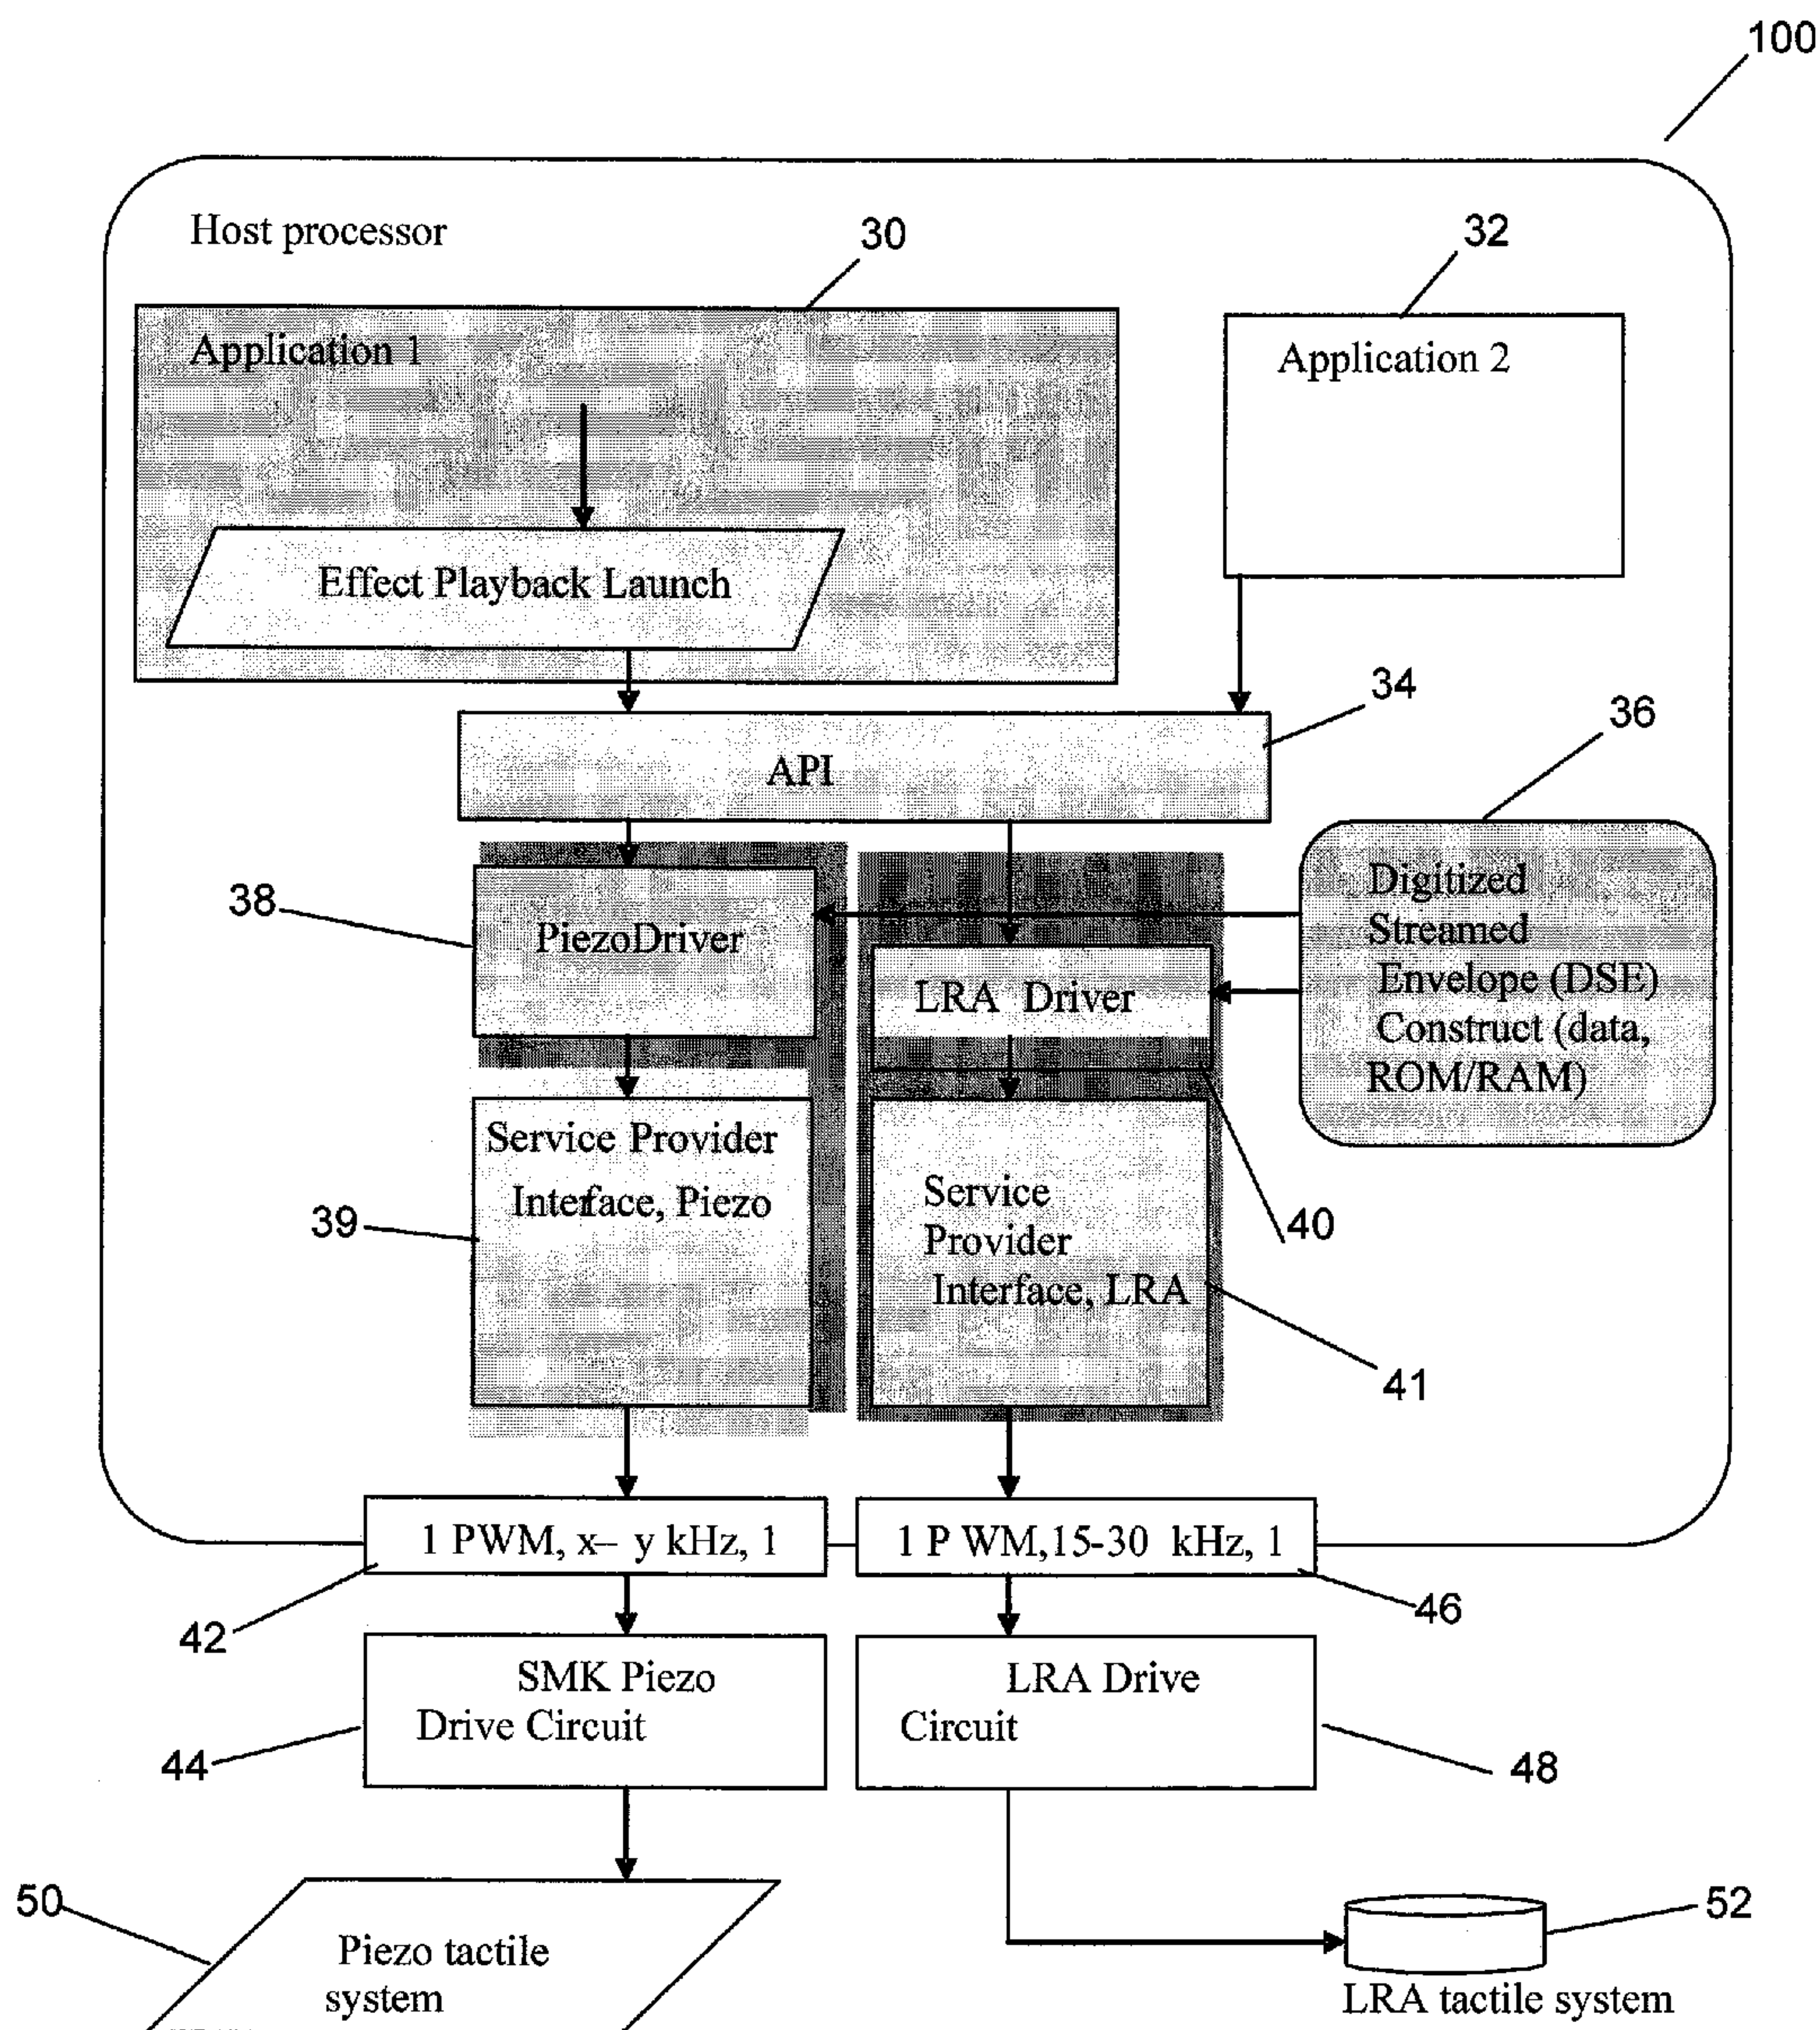 100
Host processor
30
32
Application 1
Application 2
Effect Playback Launch
34
36
API
Digitized
Streamed
Envelope (DSE)
Construct (data,
ROM/RAM)
38
PiezoDriver
LRA Driver
Service Provider
Interface, Piezo
39
Service
Provider
Interface, LRA
40
41
1 PWM, x– y kHz, 1
1 P WM,15-30 kHz, 1
42
46
SMK Piezo
Drive Circuit
LRA Drive
Circuit
44
48
50
52
Piezo tactile
system
LRA tactile system